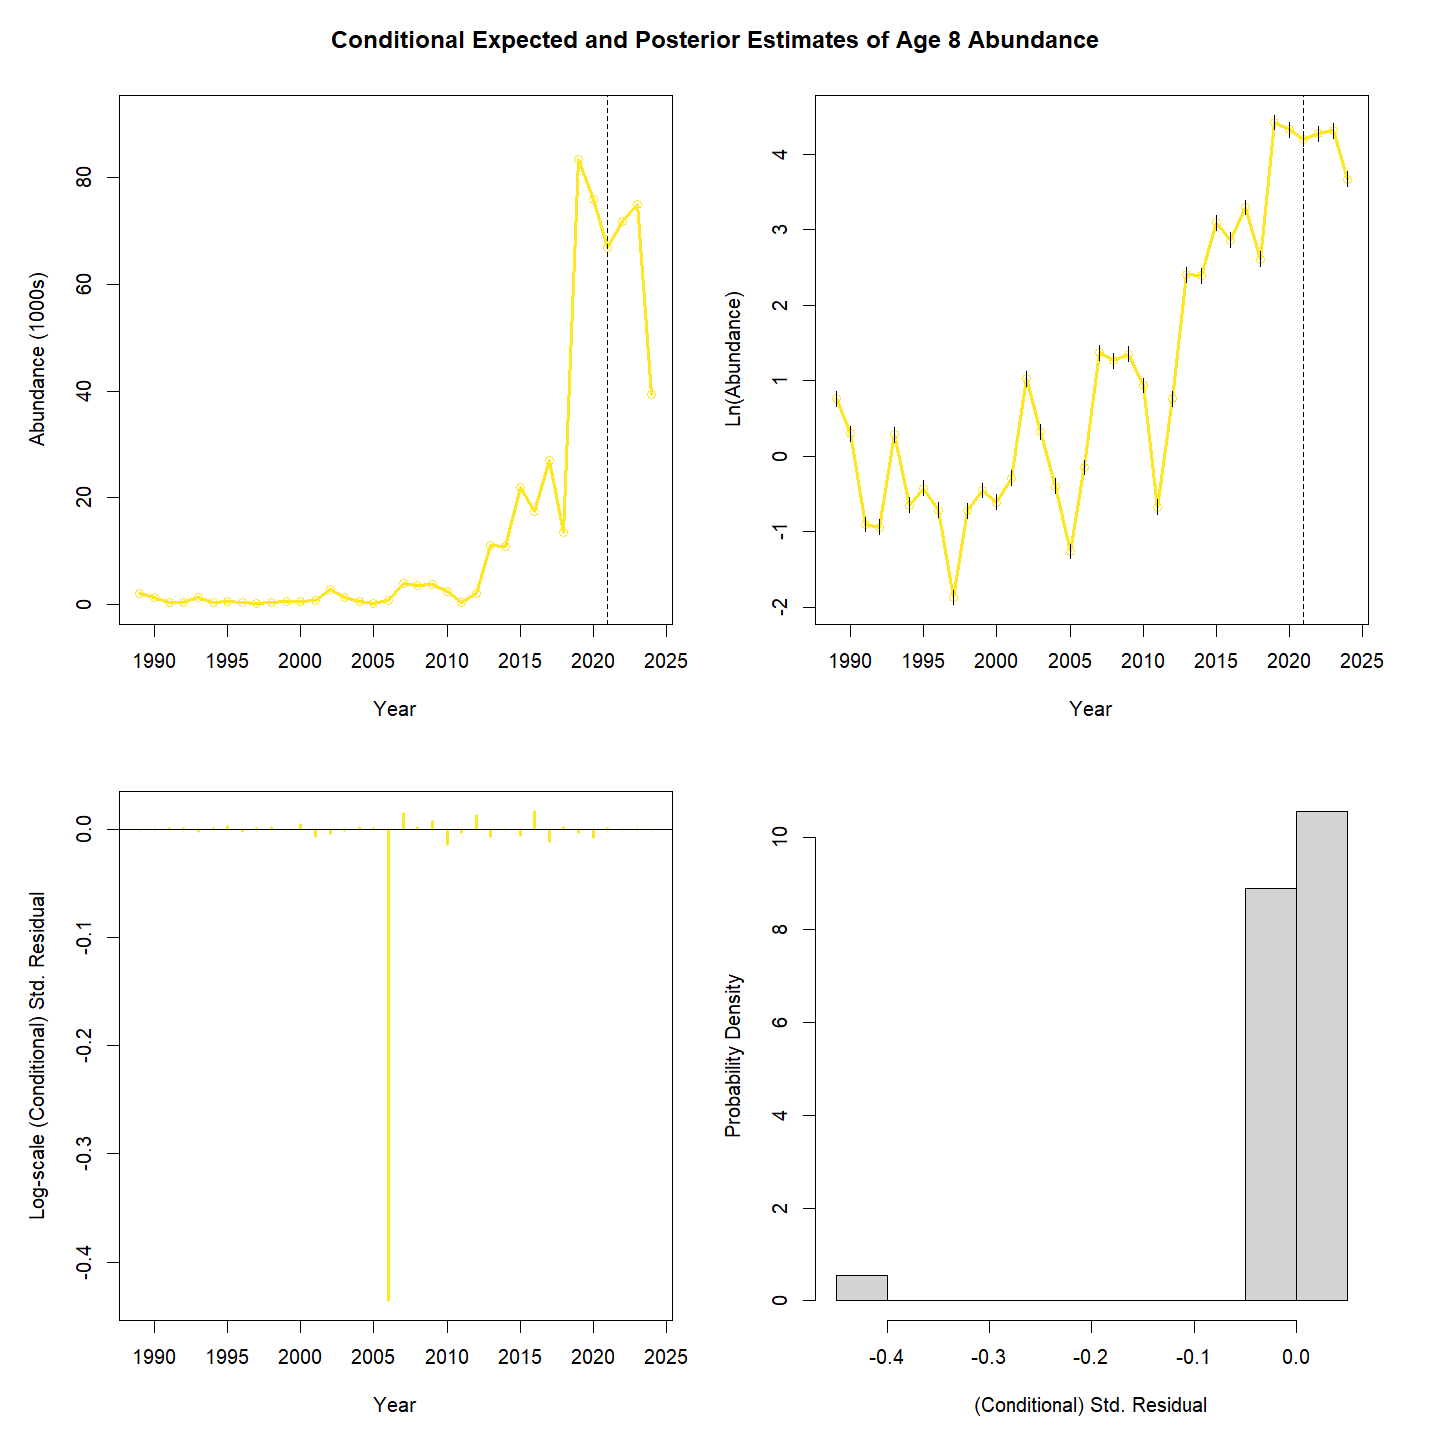 Conditional Expected and Posterior Estimates of Age 8 Abundance
Abundance (1000s)
80
60
40
20
0
1990 1995 2000 2005 2010 2015 2020 2025
Year
Ln(Abundance)
4
3
2
1
0
-1
-2
1990 1995 2000 2005 2010 2015 2020 2025
Year
Log-scale (Conditional) Std. Residual
0.0
-0.1
-0.2
-0.3
-0.4
1990 1995 2000 2005 2010 2015 2020 2025
Year
Probability Density
10
8
6
4
2
0
-0.4 -0.3 -0.2 -0.1 0.0
(Conditional) Std. Residual